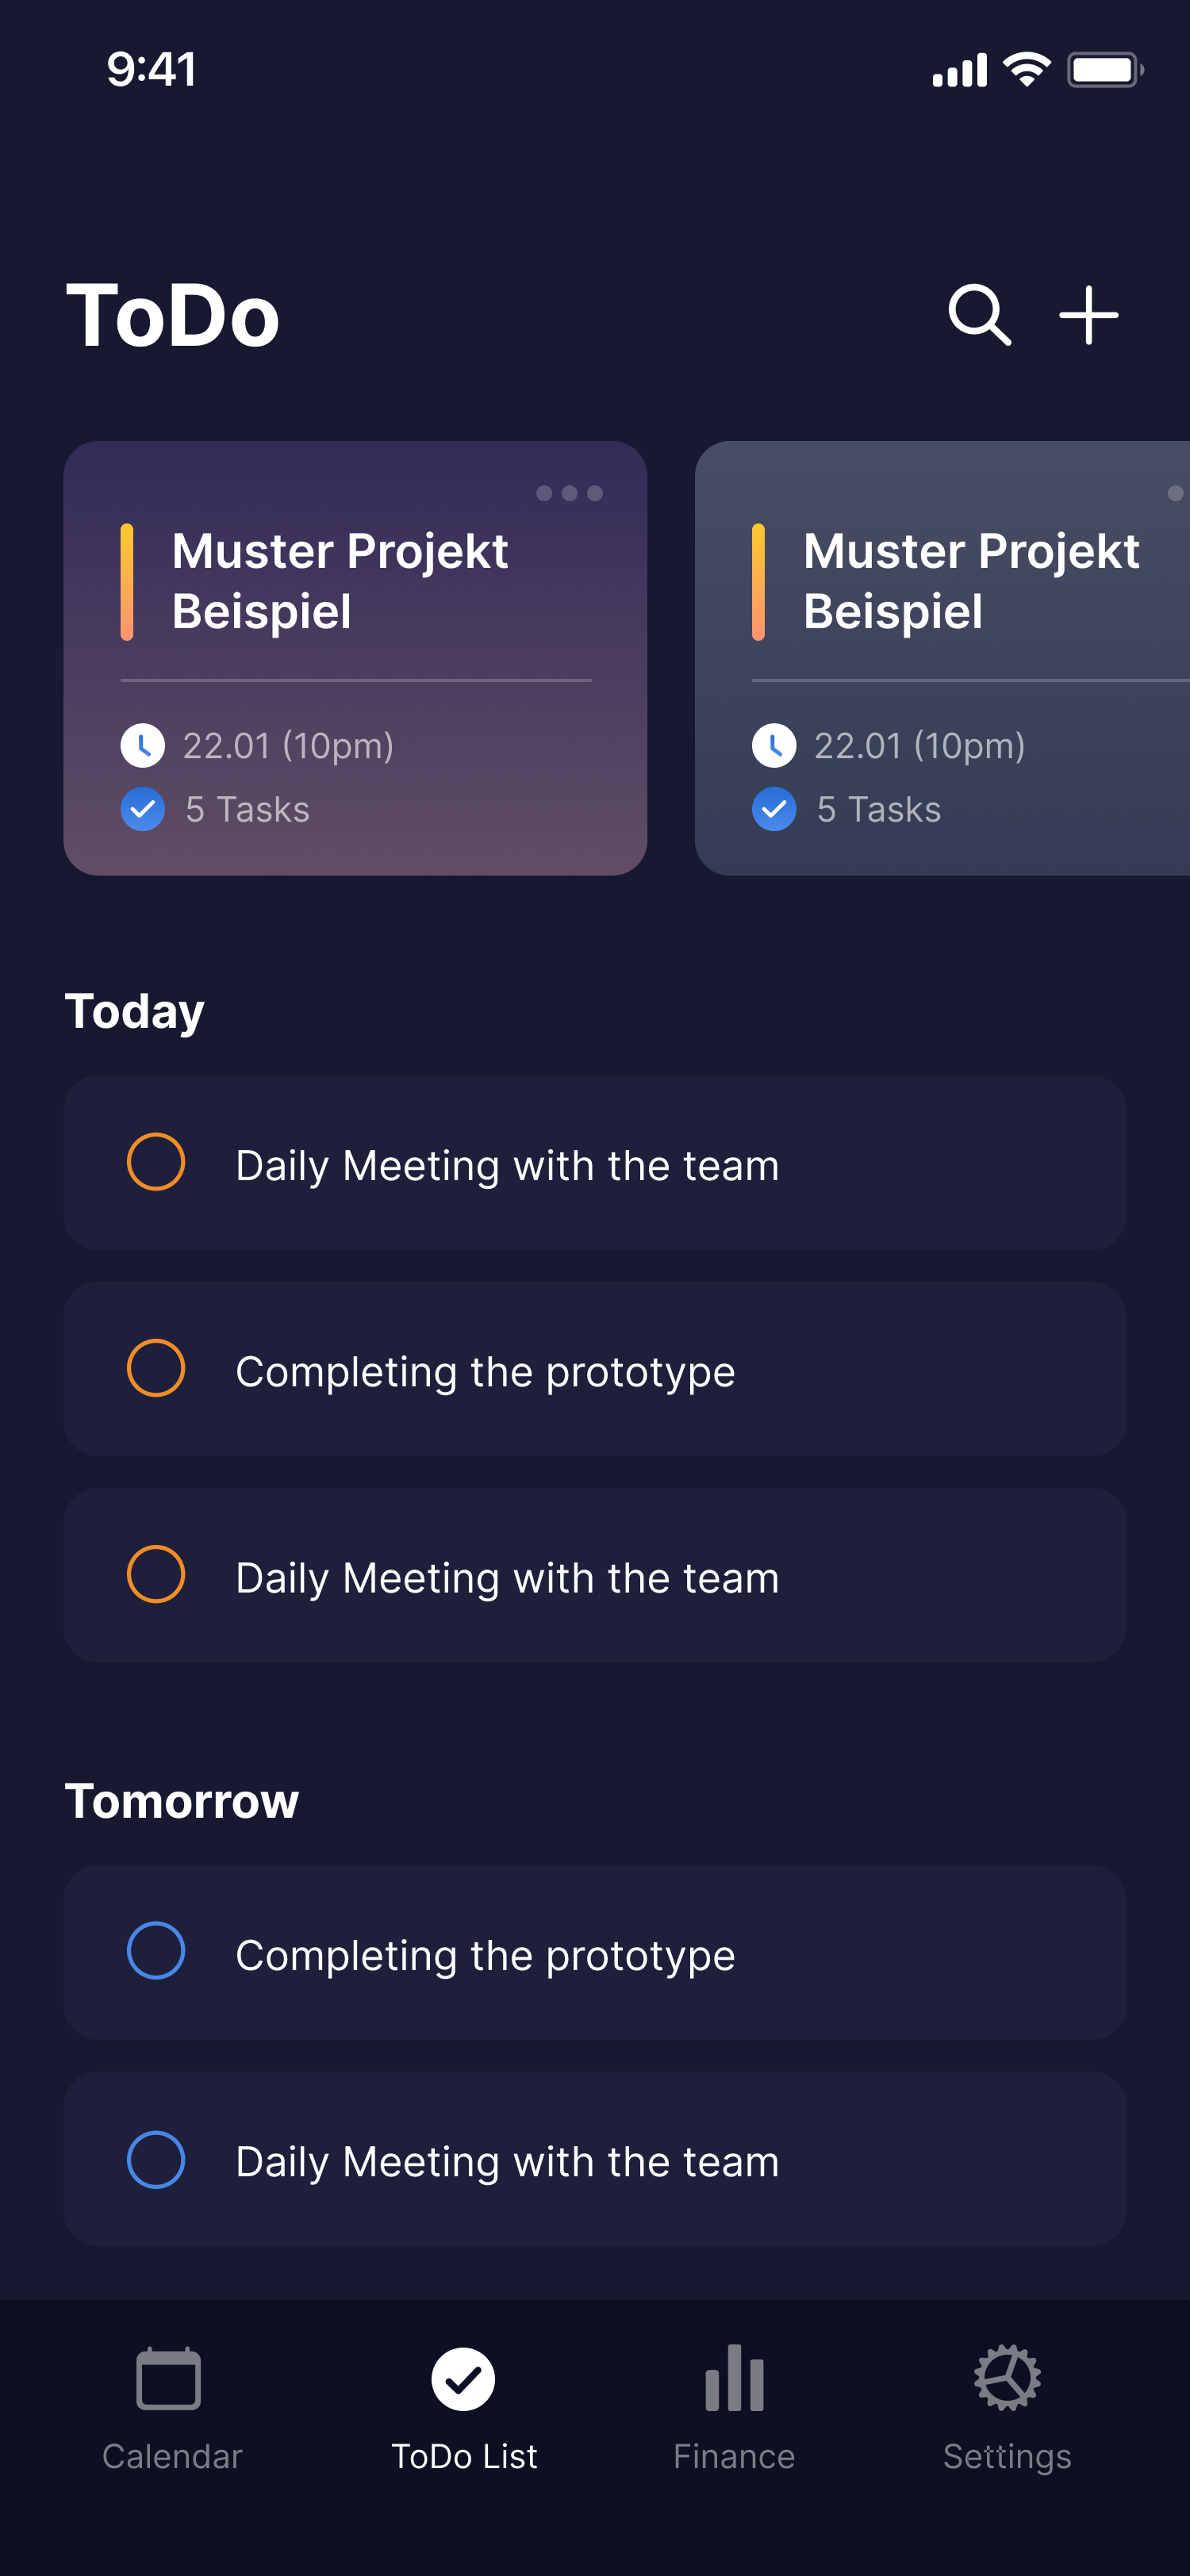 9:41
ToDo
Muster Projekt
Beispiel
22.01 (10pm)
5 Tasks
Muster Projekt
Beispiel
22.01 (10pm)
5 Tasks
Today
Daily Meeting with the team
Completing the prototype
Daily Meeting with the team
Tomorrow
Completing the prototype
Daily Meeting with the team
Calendar
ToDo List
Finance
Settings